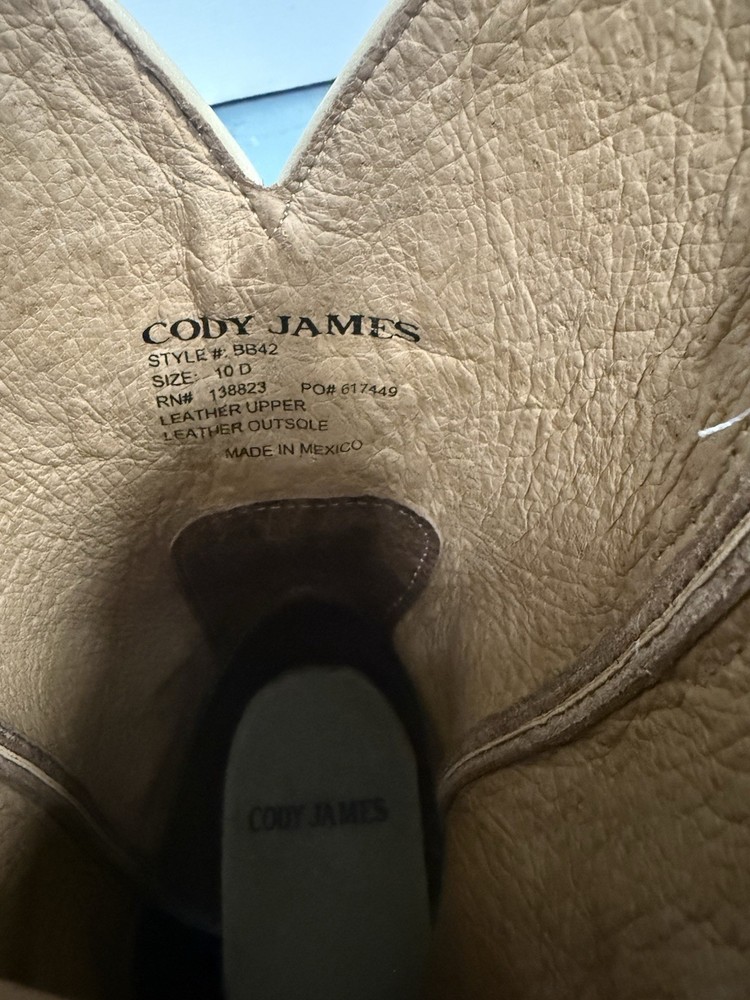 CODY JAMES
STYLE #: BB42
SIZE: 10 D
RN# 138823 PO# 617449
LEATHER UPPER
LEATHER OUTSOLE
MADE IN MEXICO
CODY JAMES